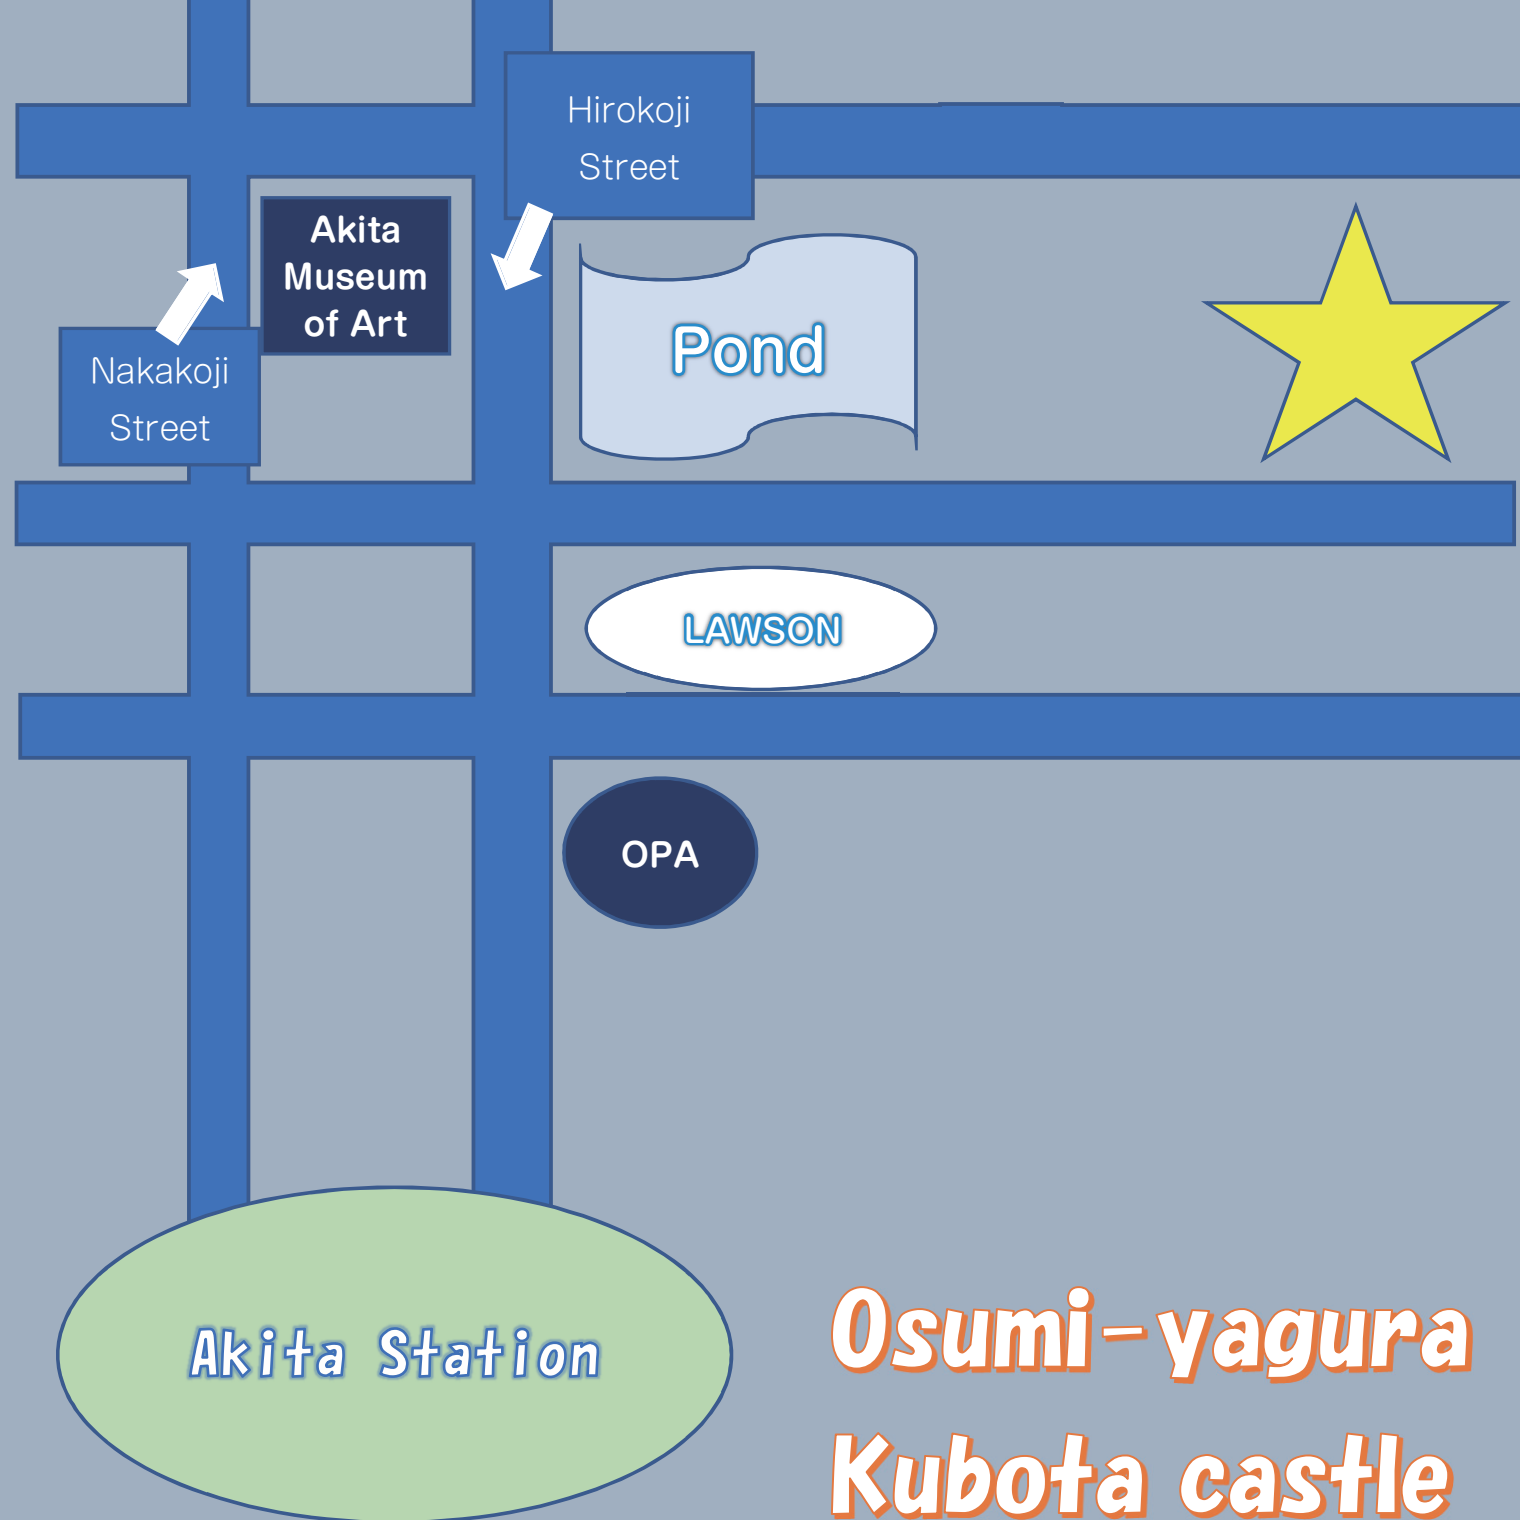 Hirokoji
Street
Akita
Museum
of Art
Nakakoji
Street
Pond
LAWSON
OPA
Akita Station
Osumi-yagura
Kubota castle